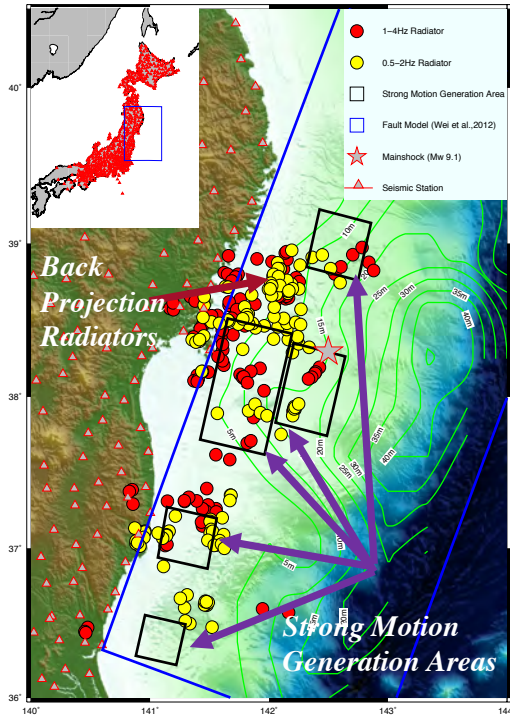 1−4Hz Radiator
0.5−2Hz Radiator
Strong Motion Generation Area
Fault Model (Wei et al.,2012)
Mainshock (Mw 9.1)
Seismic Station
40˚
39˚
38˚
37˚
36˚
140˚
141˚
142˚
143˚
144
Back
Projection
Radiators
10m
25m
30m
35m
40m
15m
5m
20m
35m
40m
25m
30m
5m
Strong Motion
Generation Areas